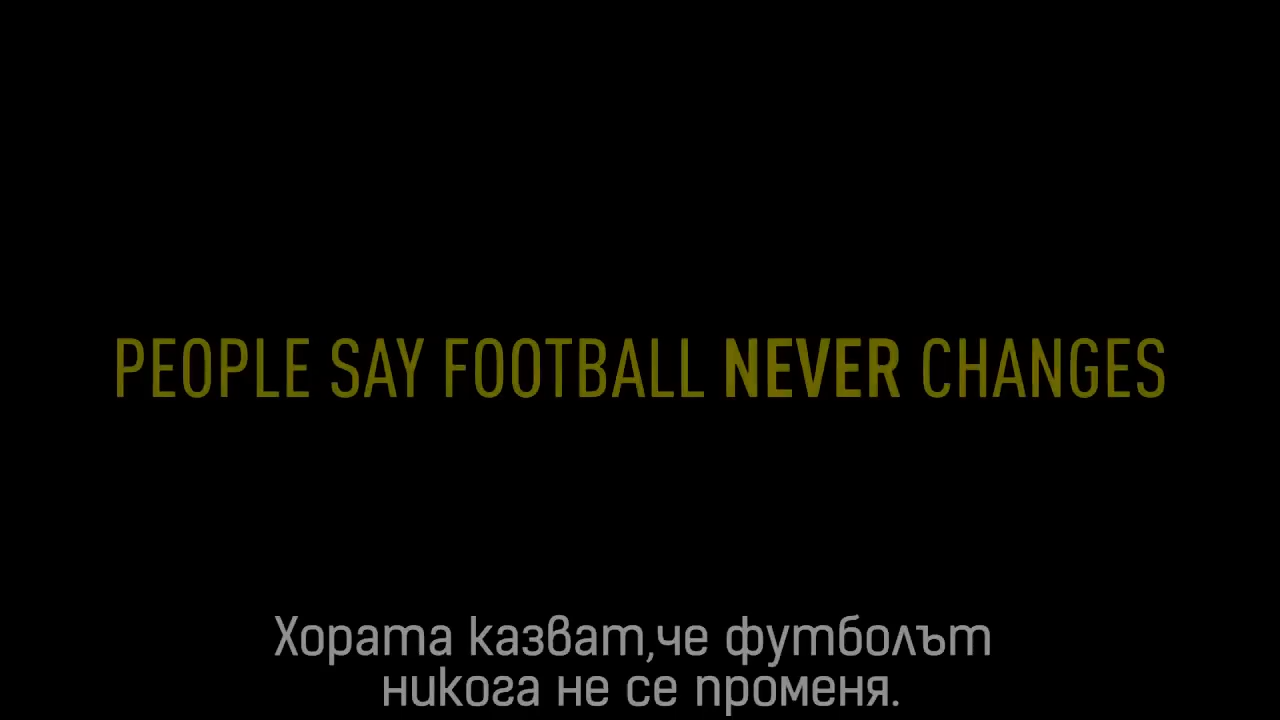 PEOPLE SAY FOOTBALL NEVER CHANGES
Хората казват,че футболът
никога не се променя.